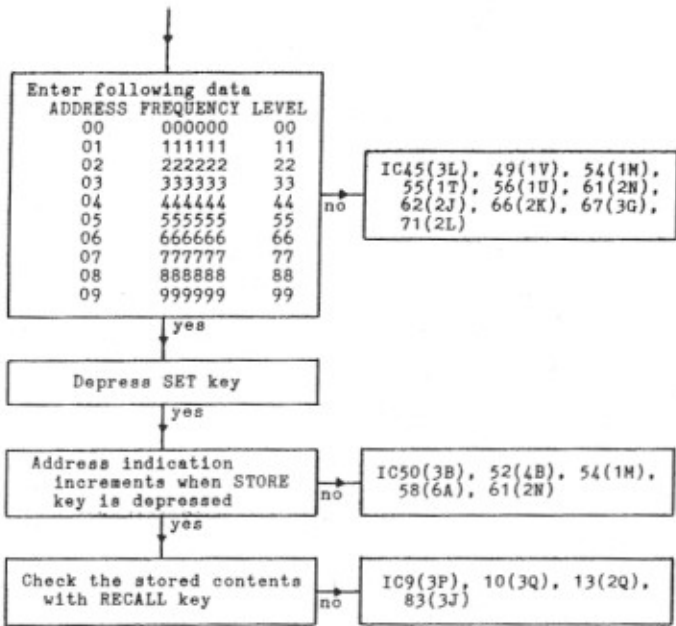 Enter following data
ADDRESS FREQUENCY LEVEL
00 000000 00
01 111111 11
02 222222 22
03 333333 33
04 444444 44
05 555555 55
06 666666 66
07 777777 77
08 888888 88
09 999999 99
no
IC45(3L), 49(1V), 54(1M),
55(1T), 56(1U), 61(2N),
62(2J), 66(2K), 67(3G),
71(2L)
yes
Depress SET key
yes
Address indication
increments when STORE
key is depressed
no
IC50(3B), 52(4B), 54(1M),
58(6A), 61(2N)
yes
Check the stored contents
with RECALL key
no
IC9(3P), 10(3Q), 13(2Q),
83(3J)